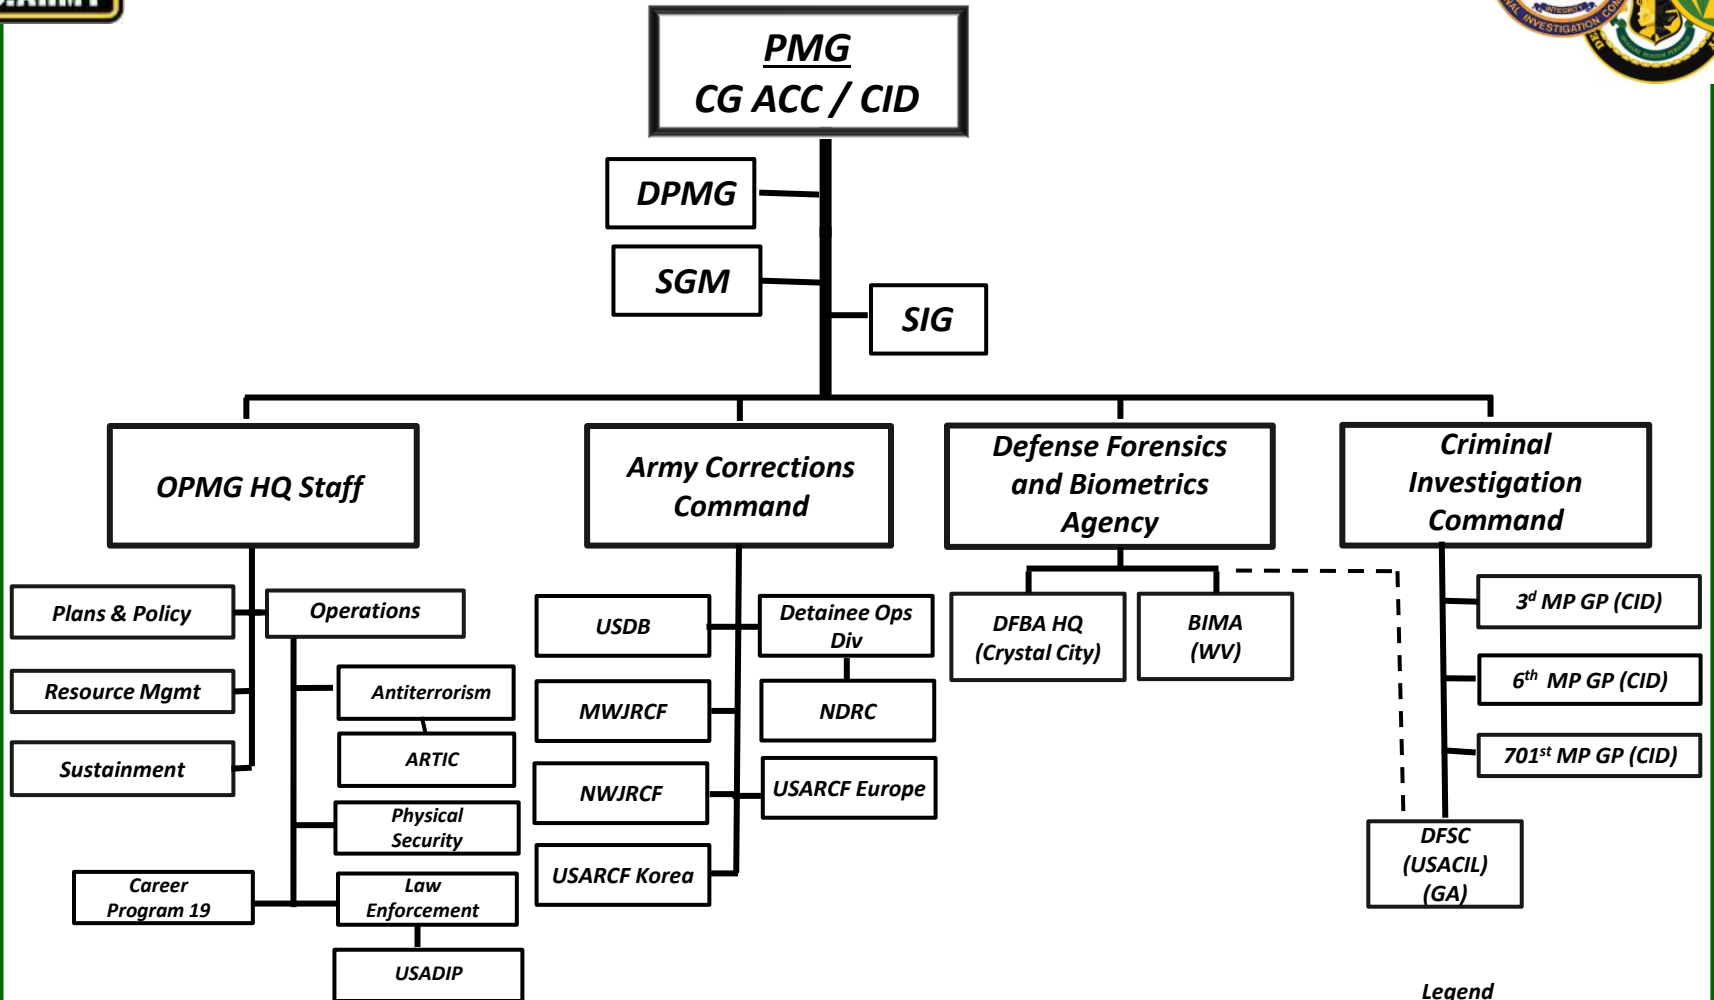 PMG
CG ACC / CID
DPMG
SGM
SIG
OPMG HQ Staff
Army Corrections
Command
Defense Forensics
and Biometrics
Agency
Criminal
Investigation
Command
Plans & Policy
Operations
Resource Mgmt
Sustainment
Antiterrorism
ARTIC
Physical
Security
Career
Program 19
Law
Enforcement
USADIP
USDB
Detainee Ops
Div
MWJRCF
NDRC
NWJRCF
USARCF Europe
USARCF Korea
DFBA HQ
(Crystal City)
BIMA
(WV)
3d MP GP (CID)
6th MP GP (CID)
701st MP GP (CID)
DFSC
(USACIL)
(GA)
Legend
INTEGRITY
INVESTIGATION